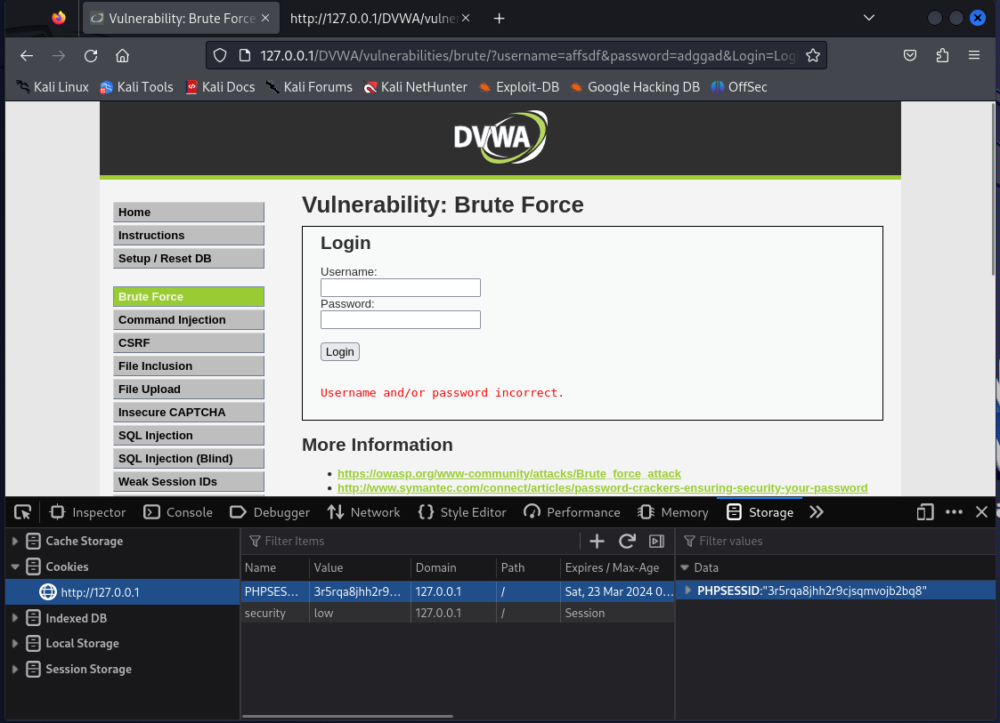 Vulnerability: Brute Force
http://127.0.0.1/DVWA/vulne
127.0.0.1/DVWA/vulnerabilities/brute/?username=affsdf&password=adggad&Login=Log
Kali Linux Kali Tools Kali Docs Kali Forums Kali NetHunter Exploit-DB Google Hacking DB OffSec
DVWA
Home
Instructions
Setup / Reset DB
Brute Force
Command Injection
CSRF
File Inclusion
File Upload
Insecure CAPTCHA
SQL Injection
SQL Injection (Blind)
Weak Session IDs
Vulnerability: Brute Force
Login
Username:
Password:
Login
Username and/or password incorrect.
More Information
https://owasp.org/www-community/attacks/Brute_force_attack
http://www.symantec.com/connect/articles/password-crackers-ensuring-security-your-password
Inspector Console Debugger Network Style Editor Performance Memory Storage
Cache Storage
Cookies
http://127.0.0.1
Indexed DB
Local Storage
Session Storage
Filter Items
Name Value Domain Path Expires / Max-Age
PHPSES... 3r5rqa8jhh2r9... 127.0.0.1 / Sat, 23 Mar 2024 0...
security low 127.0.0.1 / Session
Filter values
Data
PHPSESSID:"3r5rqa8jhh2r9cjsqmvojb2bq8"